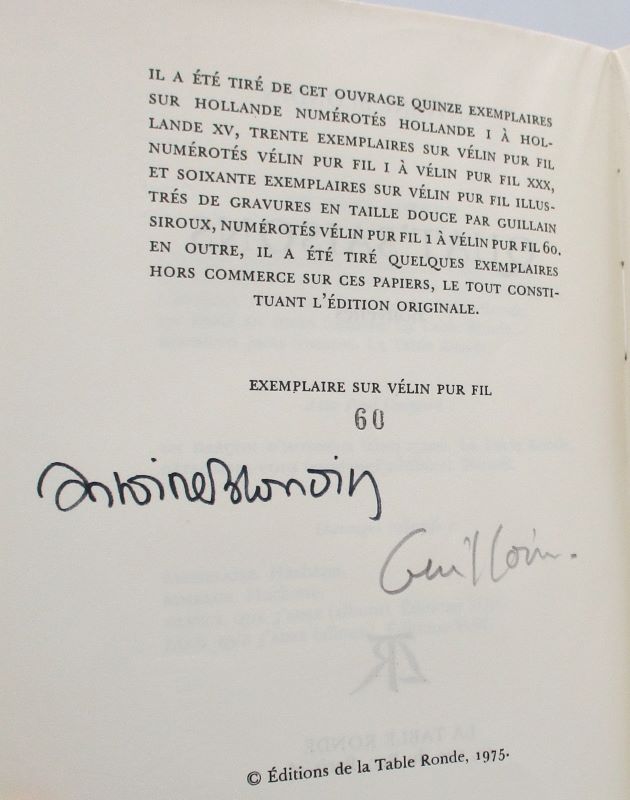 IL A ÉTÉ TIRÉ DE CET OUVRAGE QUINZE EXEMPLAIRES
SUR HOLLANDE NUMÉROTÉS HOLLANDE I À HOL-
LANDE XV, TRENTE EXEMPLAIRES SUR VÉLIN PUR FIL
NUMÉROTÉS VÉLIN PUR FIL I À VÉLIN PUR FIL XXX,
ET SOIXANTE EXEMPLAIRES SUR VÉLIN PUR FIL ILLUS-
TRÉS DE GRAVURES EN TAILLE DOUCE PAR GUILLAIN
SIROUX, NUMÉROTÉS VÉLIN PUR FIL 1 À VÉLIN PUR FIL 60.
EN OUTRE, IL A ÉTÉ TIRÉ QUELQUES EXEMPLAIRES
HORS COMMERCE SUR CES PAPIERS, LE TOUT CONSTI-
TUANT L'ÉDITION ORIGINALE.
EXEMPLAIRE SUR VÉLIN PUR FIL
60
Antoine Blondin
Guillain.
© Éditions de la Table Ronde, 1975.